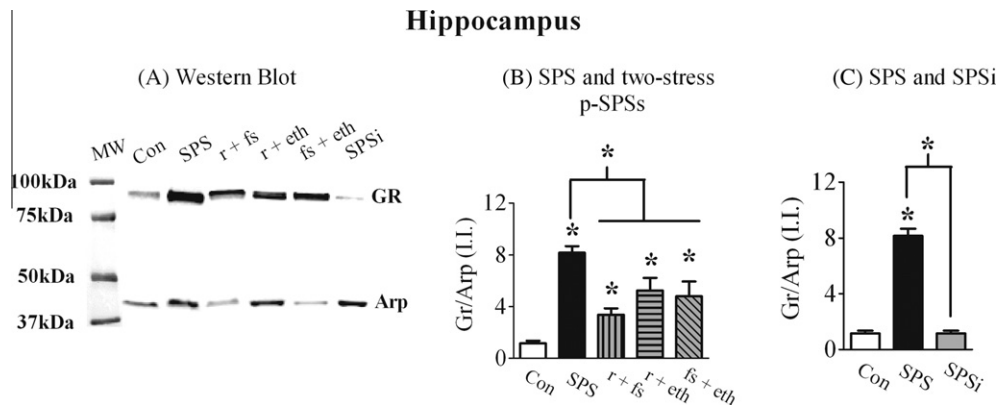 Hippocampus
(A) Western Blot
MW Con SPS r + fs r + eth fs + eth SPSi
100kDa
75kDa
50kDa
37kDa
GR
Arp
(B) SPS and two-stress
p-SPSs
*
* * * *
Gr/Arp (I.I.)
12
8
4
0
Con SPS r + fs r + eth fs + eth
(C) SPS and SPSi
*
*
Gr/Arp (I.I.)
12
8
4
0
Con SPS SPSi